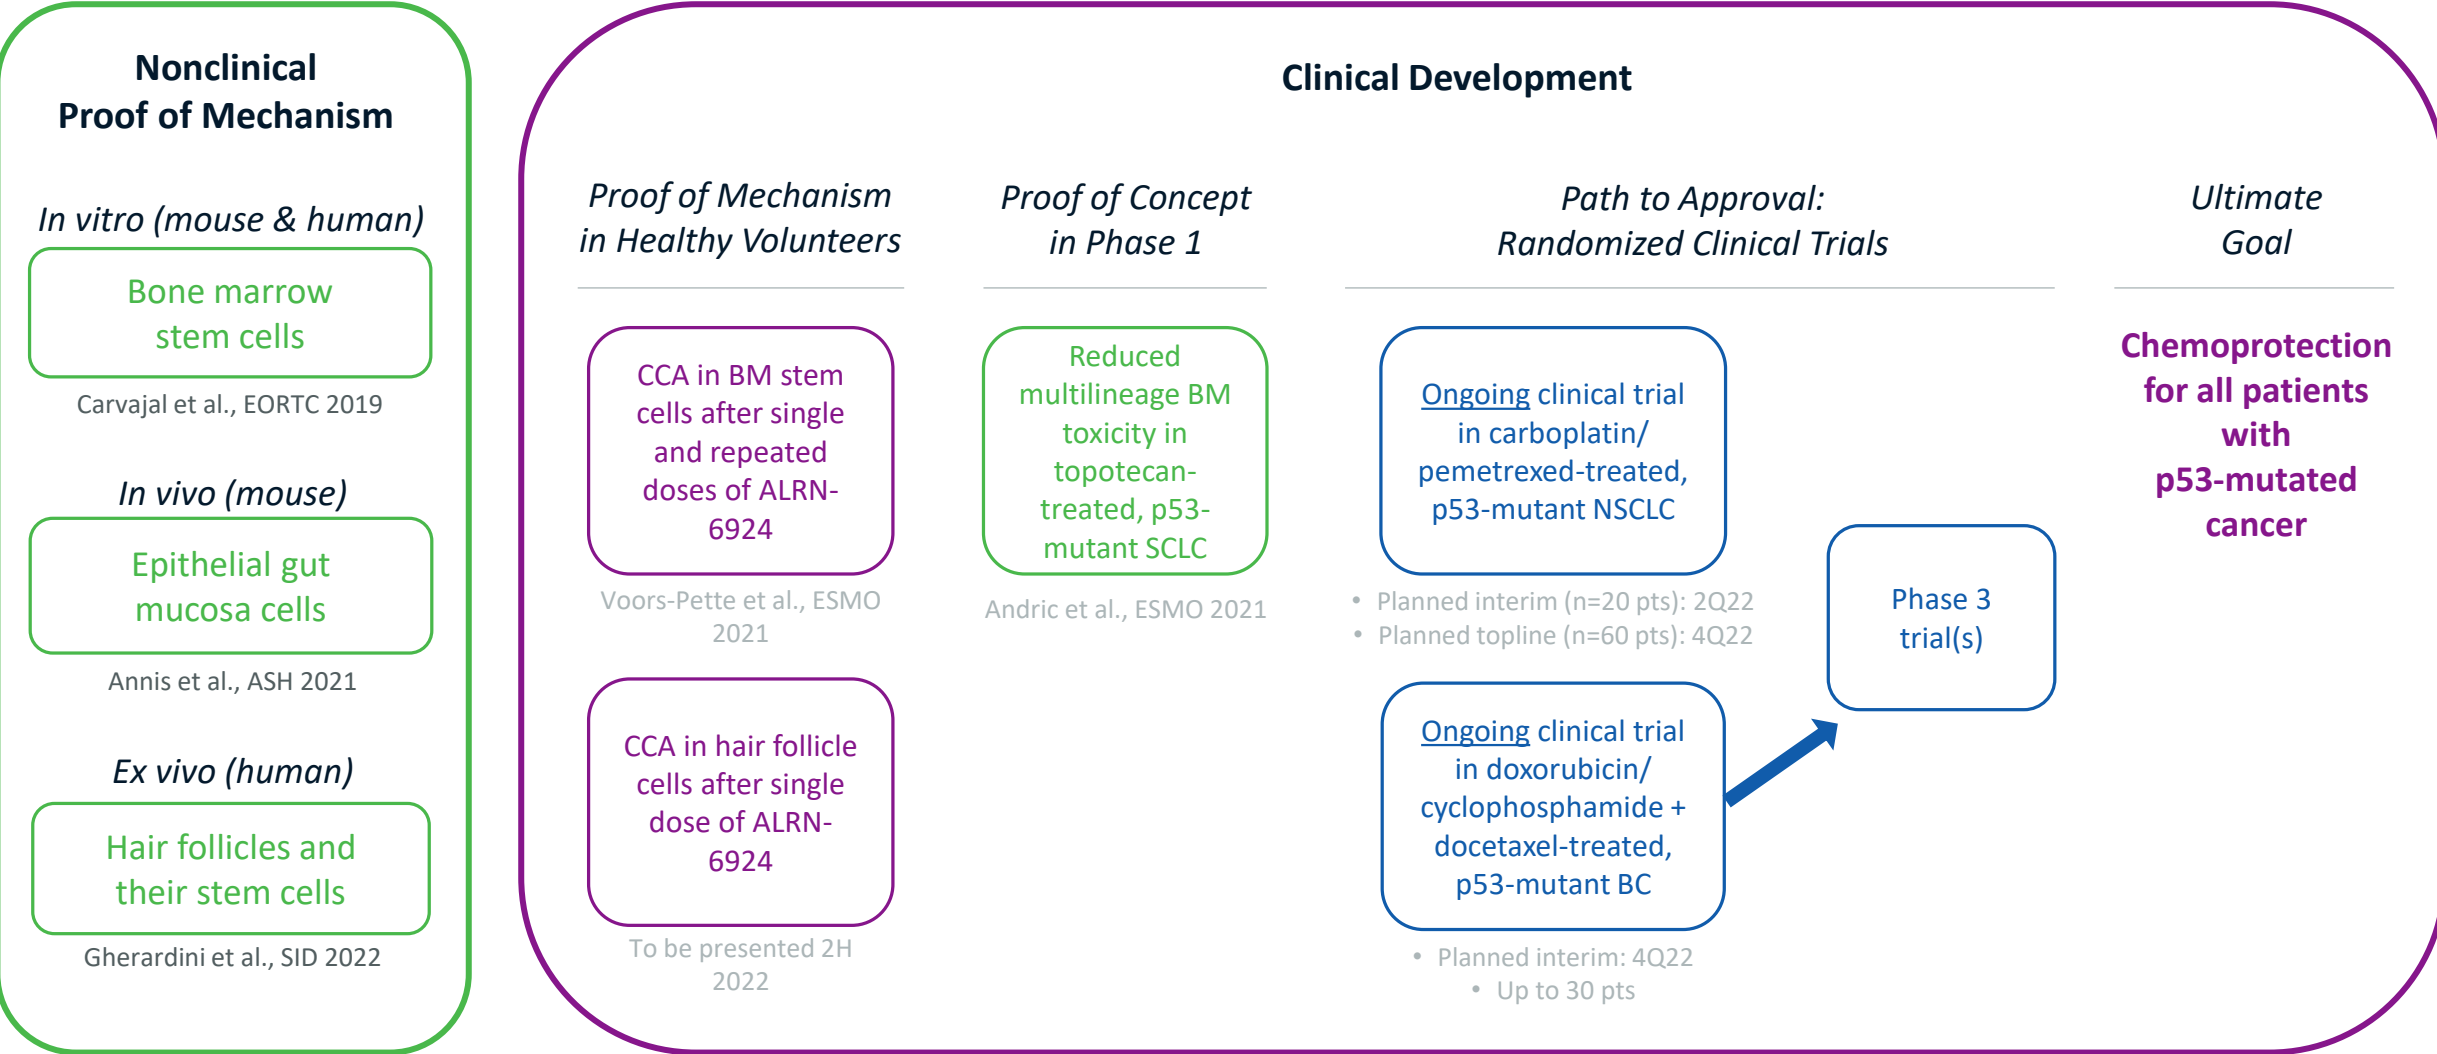 Nonclinical
Proof of Mechanism
In vitro (mouse & human)
Bone marrow
stem cells
Carvajal et al., EORTC 2019
In vivo (mouse)
Epithelial gut
mucosa cells
Annis et al., ASH 2021
Ex vivo (human)
Hair follicles and
their stem cells
Gherardini et al., SID 2022
Clinical Development
Proof of Mechanism
in Healthy Volunteers
CCA in BM stem
cells after single
and repeated
doses of ALRN-
6924
Voors-Pette et al., ESMO
2021
CCA in hair follicle
cells after single
dose of ALRN-
6924
To be presented 2H
2022
Proof of Concept
in Phase 1
Reduced
multilineage BM
toxicity in
topotecan-
treated, p53-
mutant SCLC
Andric et al., ESMO 2021
Path to Approval:
Randomized Clinical Trials
Ongoing clinical trial
in carboplatin/
pemetrexed-treated,
p53-mutant NSCLC
• Planned interim (n=20 pts): 2Q22
• Planned topline (n=60 pts): 4Q22
Ongoing clinical trial
in doxorubicin/
cyclophosphamide +
docetaxel-treated,
p53-mutant BC
• Planned interim: 4Q22
• Up to 30 pts
Phase 3
trial(s)
Ultimate
Goal
Chemoprotection
for all patients
with
p53-mutated
cancer